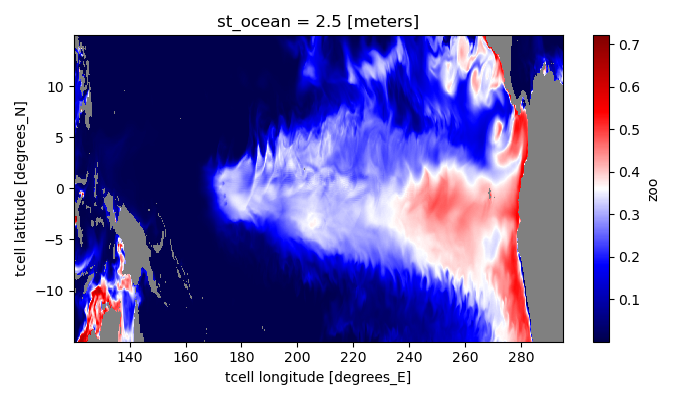 st_ocean = 2.5 [meters]
10
5
0
−5
−10
tcell latitude [degrees_N]
140 160 180 200 220 240 260 280
tcell longitude [degrees_E]
0.7
0.6
0.5
0.4
0.3
0.2
0.1
zoo